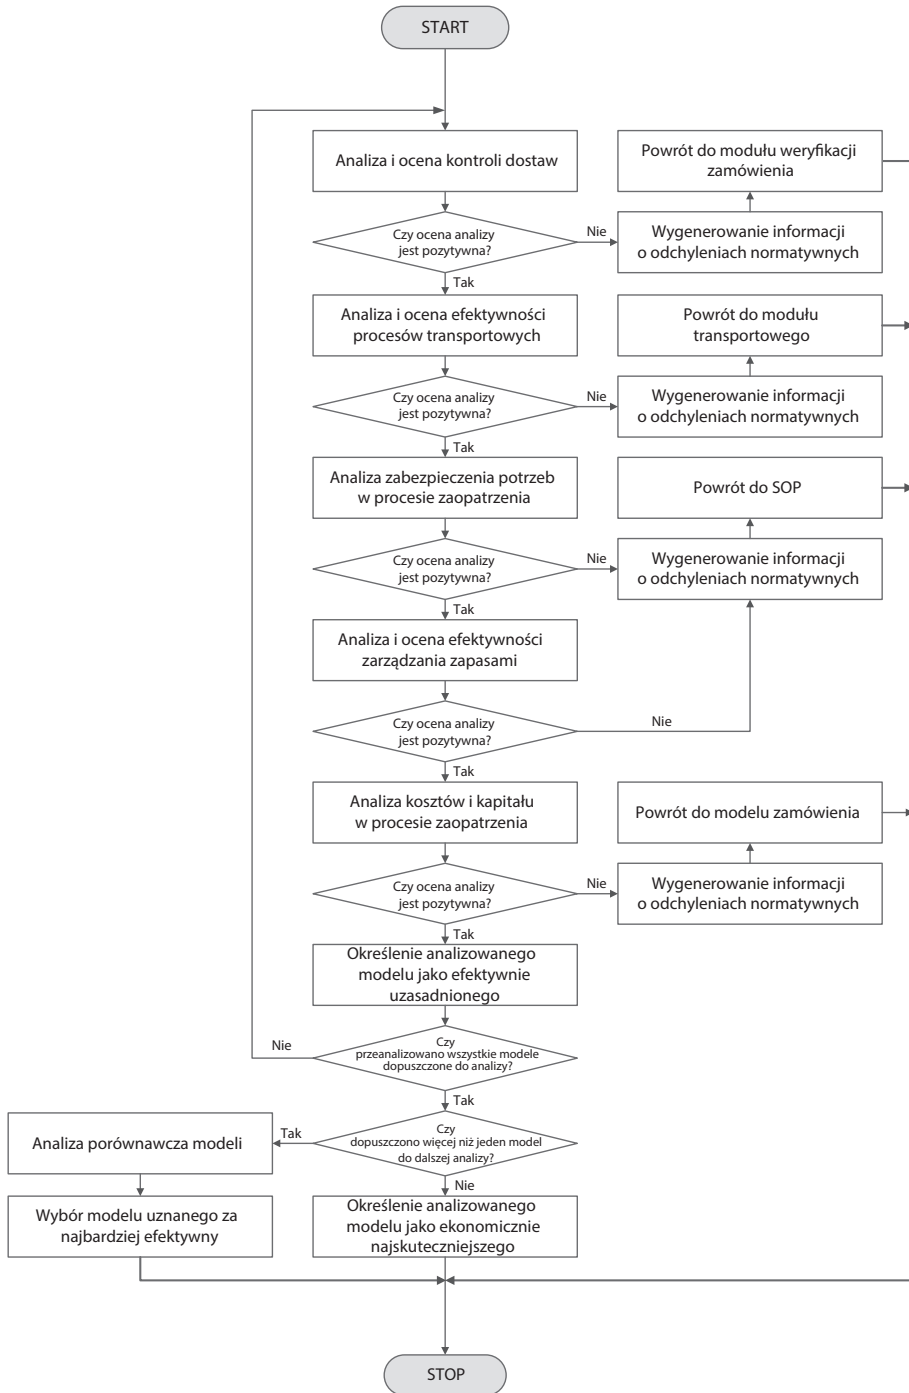 START
Analiza i ocena kontroli dostaw
Powrót do modułu weryfikacji
zamówienia
Czy ocena analizy
jest pozytywna?
Nie
Wygenerowanie informacji
o odchyleniach normatywnych
Tak
Analiza i ocena efektywności
procesów transportowych
Powrót do modułu
transportowego
Czy ocena analizy
jest pozytywna?
Nie
Wygenerowanie informacji
o odchyleniach normatywnych
Tak
Analiza zabezpieczenia potrzeb
w procesie zaopatrzenia
Powrót do SOP
Czy ocena analizy
jest pozytywna?
Nie
Wygenerowanie informacji
o odchyleniach normatywnych
Tak
Analiza i ocena efektywności
zarządzania zapasami
Czy ocena analizy
jest pozytywna?
Nie
Tak
Analiza kosztów i kapitału
w procesie zaopatrzenia
Powrót do modelu zamówienia
Czy ocena analizy
jest pozytywna?
Nie
Wygenerowanie informacji
o odchyleniach normatywnych
Tak
Określenie analizowanego
modelu jako efektywnie
uzasadnionego
Czy
przeanalizowano wszystkie modele
dopuszczone do analizy?
Nie
Tak
Czy
dopuszczono więcej niż jeden model
do dalszej analizy?
Tak
Analiza porównawcza modeli
Nie
Wybór modelu uznanego za
najbardziej efektywny
Określenie analizowanego
modelu jako ekonomicznie
najskuteczniejszego
STOP